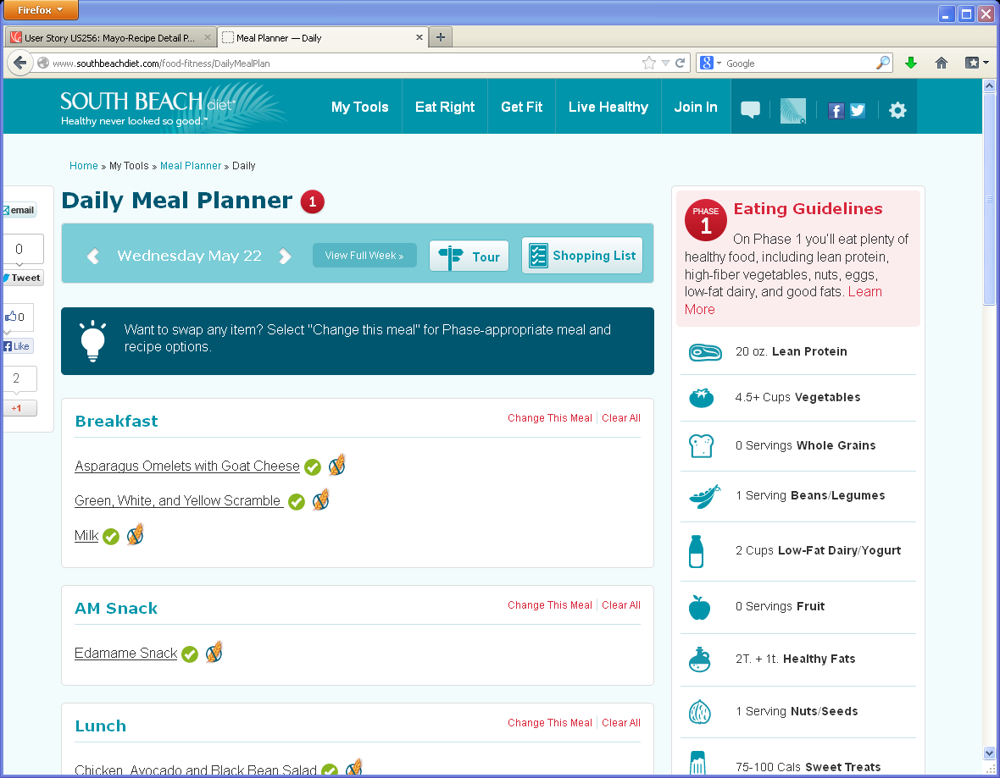 Firefox
User Story US256: Mayo-Recipe Detail P...
Meal Planner — Daily
www.southbeachdiet.com/food-fitness/DailyMealPlan
Google
SOUTH BEACH diet
Healthy never looked so good.™
My Tools
Eat Right
Get Fit
Live Healthy
Join In
Home » My Tools » Meal Planner » Daily
email
0
Tweet
0
Like
2
+1
Daily Meal Planner 1
Wednesday May 22
View Full Week »
Tour
Shopping List
Want to swap any item? Select "Change this meal" for Phase-appropriate meal and
recipe options.
Breakfast
Change This Meal | Clear All
Asparagus Omelets with Goat Cheese
Green, White, and Yellow Scramble
Milk
AM Snack
Change This Meal | Clear All
Edamame Snack
Lunch
Change This Meal | Clear All
Chicken, Avocado and Black Bean Salad
PHASE
1
Eating Guidelines
On Phase 1 you'll eat plenty of
healthy food, including lean protein,
high-fiber vegetables, nuts, eggs,
low-fat dairy, and good fats. Learn
More
20 oz. Lean Protein
4.5+ Cups Vegetables
0 Servings Whole Grains
1 Serving Beans/Legumes
2 Cups Low-Fat Dairy/Yogurt
0 Servings Fruit
2T. + 1t. Healthy Fats
1 Serving Nuts/Seeds
75-100 Cals Sweet Treats